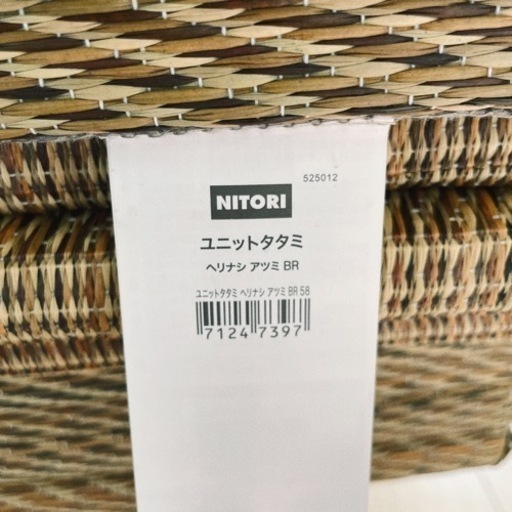 525012
NITORI
ユニットタタミ
ヘリナシ アツミ BR
ユニットタタミ ヘリナシ アツミ BR 58
7124 7397